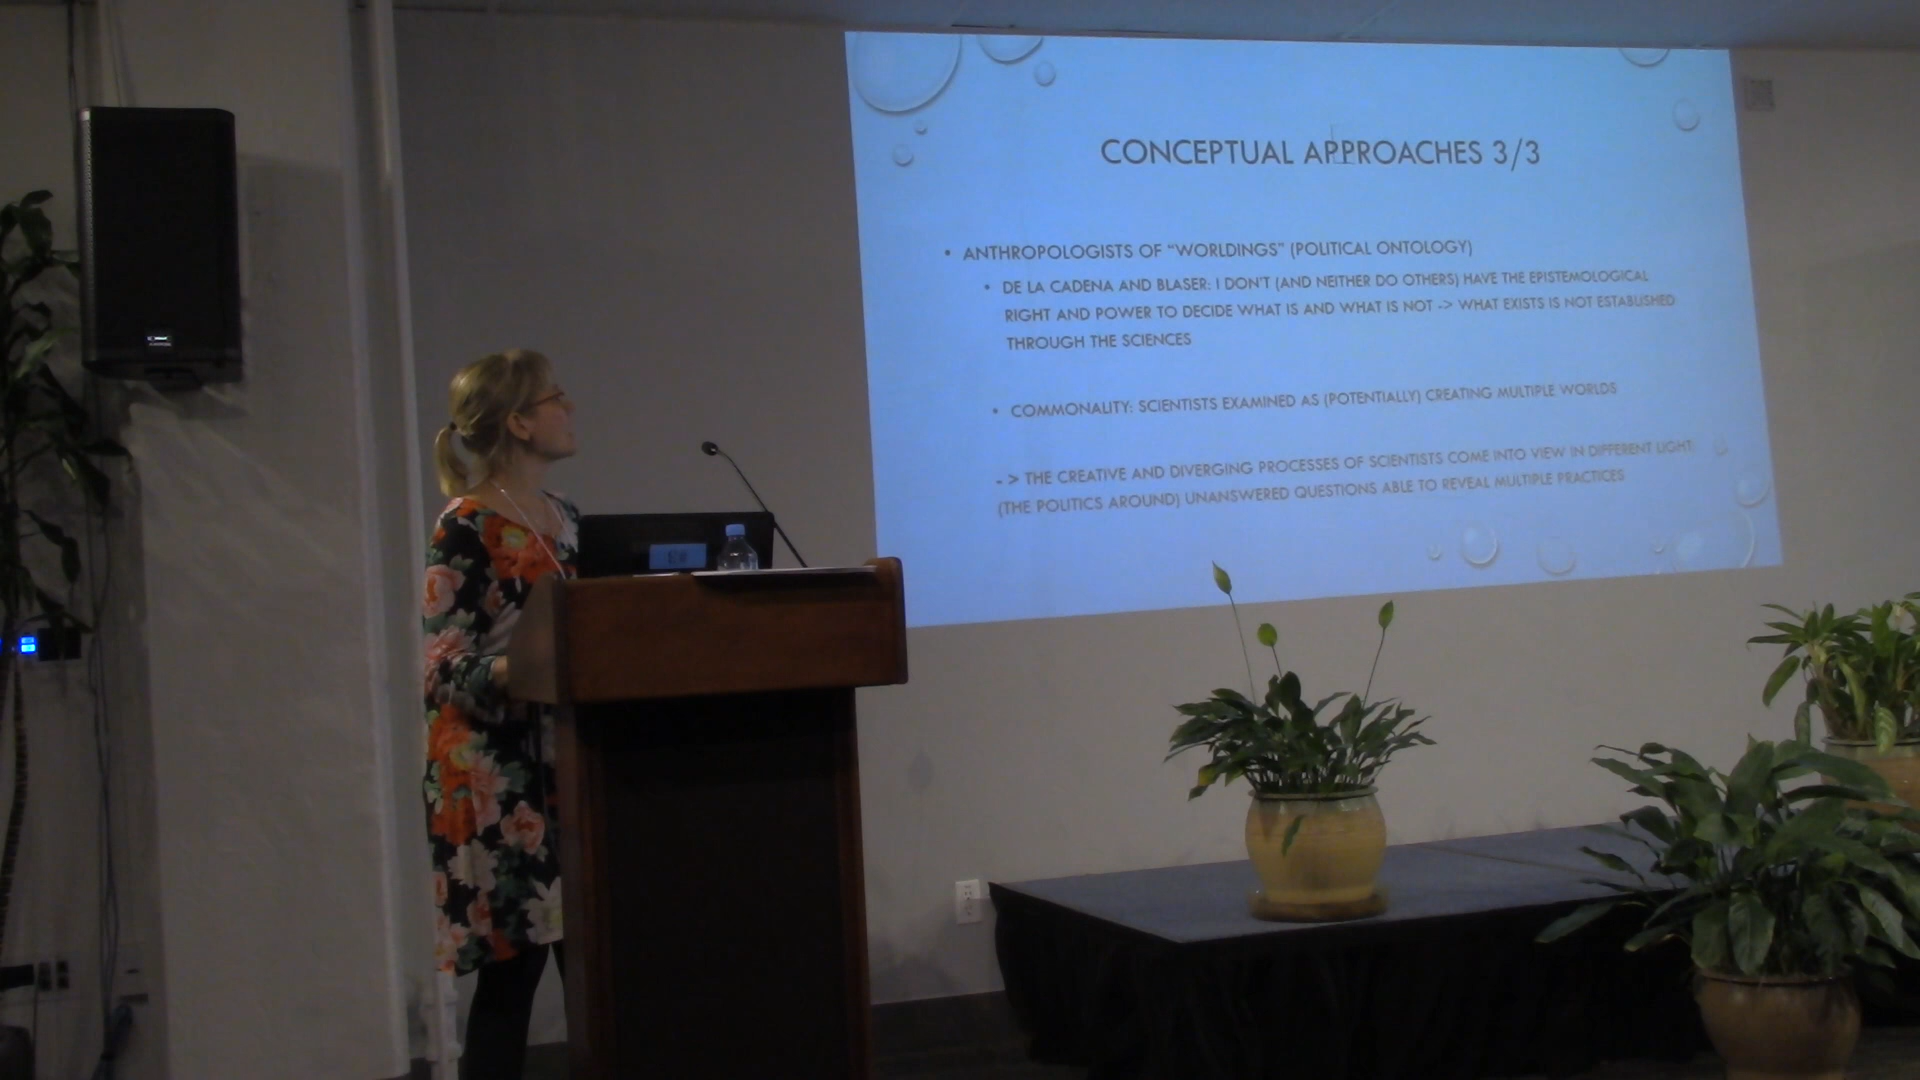 CONCEPTUAL APPROACHES 3/3
• ANTHROPOLOGISTS OF "WORLDINGS" (POLITICAL ONTOLOGY)
• DE LA CADENA AND BLASER: I DON'T (AND NEITHER DO OTHERS) HAVE THE EPISTEMOLOGICAL
RIGHT AND POWER TO DECIDE WHAT IS AND WHAT IS NOT -> WHAT EXISTS IS NOT ESTABLISHED
THROUGH THE SCIENCES
• COMMONALITY: SCIENTISTS EXAMINED AS (POTENTIALLY) CREATING MULTIPLE WORLDS
- > THE CREATIVE AND DIVERGING PROCESSES OF SCIENTISTS COME INTO VIEW IN DIFFERENT LIGHT:
(THE POLITICS AROUND) UNANSWERED QUESTIONS ABLE TO REVEAL MULTIPLE PRACTICES